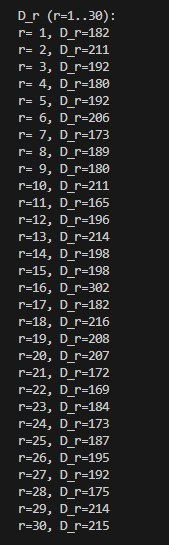 D_r (r=1..30):
r= 1, D_r=182
r= 2, D_r=211
r= 3, D_r=192
r= 4, D_r=180
r= 5, D_r=192
r= 6, D_r=206
r= 7, D_r=173
r= 8, D_r=189
r= 9, D_r=180
r=10, D_r=211
r=11, D_r=165
r=12, D_r=196
r=13, D_r=214
r=14, D_r=198
r=15, D_r=198
r=16, D_r=302
r=17, D_r=182
r=18, D_r=216
r=19, D_r=208
r=20, D_r=207
r=21, D_r=172
r=22, D_r=169
r=23, D_r=184
r=24, D_r=173
r=25, D_r=187
r=26, D_r=195
r=27, D_r=192
r=28, D_r=175
r=29, D_r=214
r=30, D_r=215